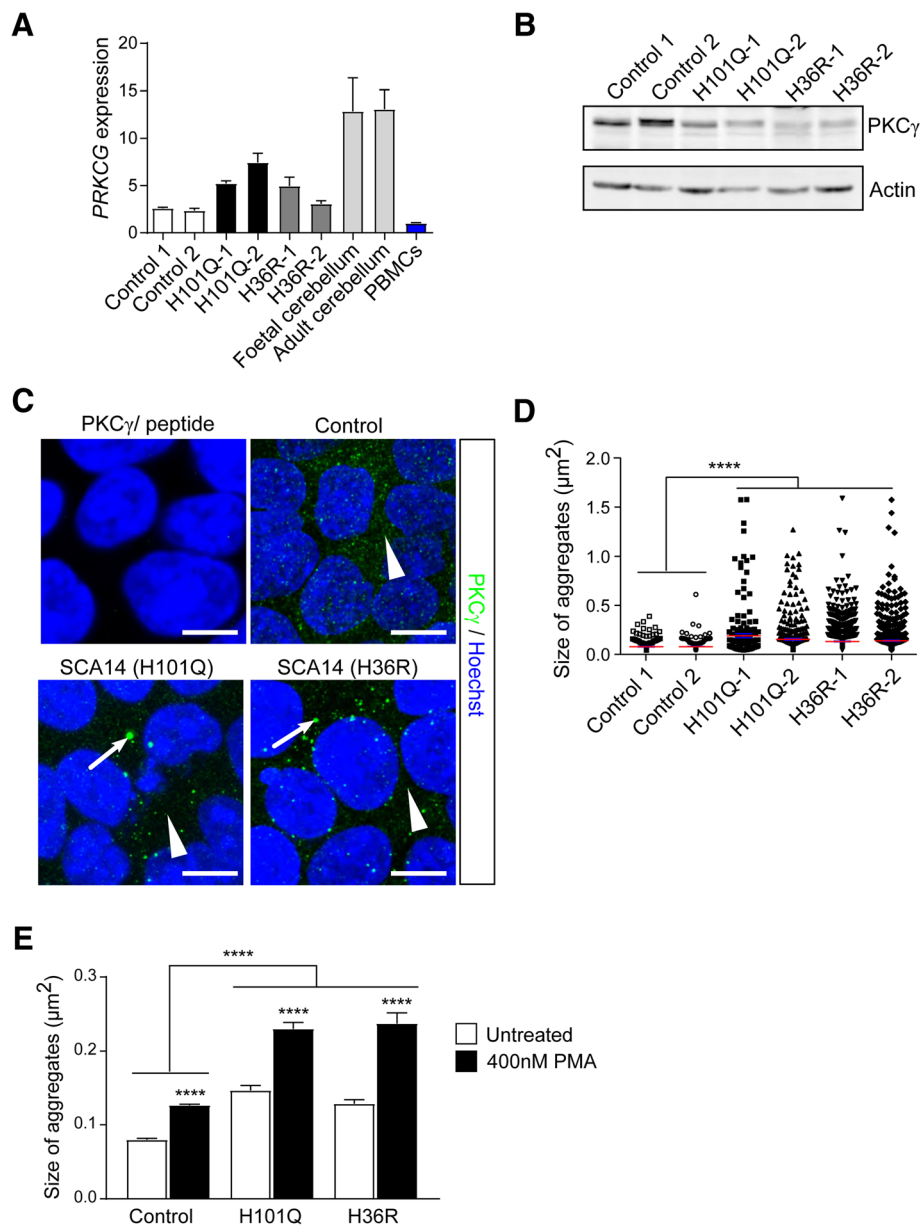 A
PRKCG expression
20
15
10
5
0
Control 1
Control 2
H101Q-1
H101Q-2
H36R-1
H36R-2
Foetal cerebellum
Adult cerebellum
PBMCs
B
Control 1
Control 2
H101Q-1
H101Q-2
H36R-1
H36R-2
PKCγ
Actin
C
PKCγ/ peptide
Control
SCA14 (H101Q)
SCA14 (H36R)
PKCγ / Hoechst
D
Size of aggregates (µm²)
2.0
1.5
1.0
0.5
0.0
****
Control 1
Control 2
H101Q-1
H101Q-2
H36R-1
H36R-2
E
Size of aggregates (µm²)
0.3
0.2
0.1
0.0
****
****
****
****
Control
H101Q
H36R
Untreated
400nM PMA